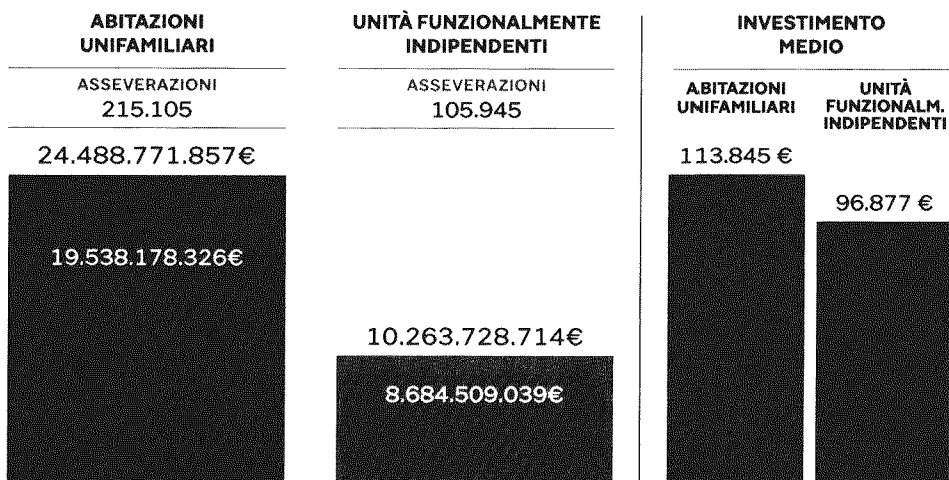 ABITAZIONI
UNIFAMILIARI
ASSEVERAZIONI
215.105
24.488.771.857€
19.538.178.326€
UNITÀ FUNZIONALMENTE
INDIPENDENTI
ASSEVERAZIONI
105.945
10.263.728.714€
8.684.509.039€
INVESTIMENTO
MEDIO
ABITAZIONI
UNIFAMILIARI
113.845 €
UNITÀ
FUNZIONALM.
INDIPENDENTI
96.877 €